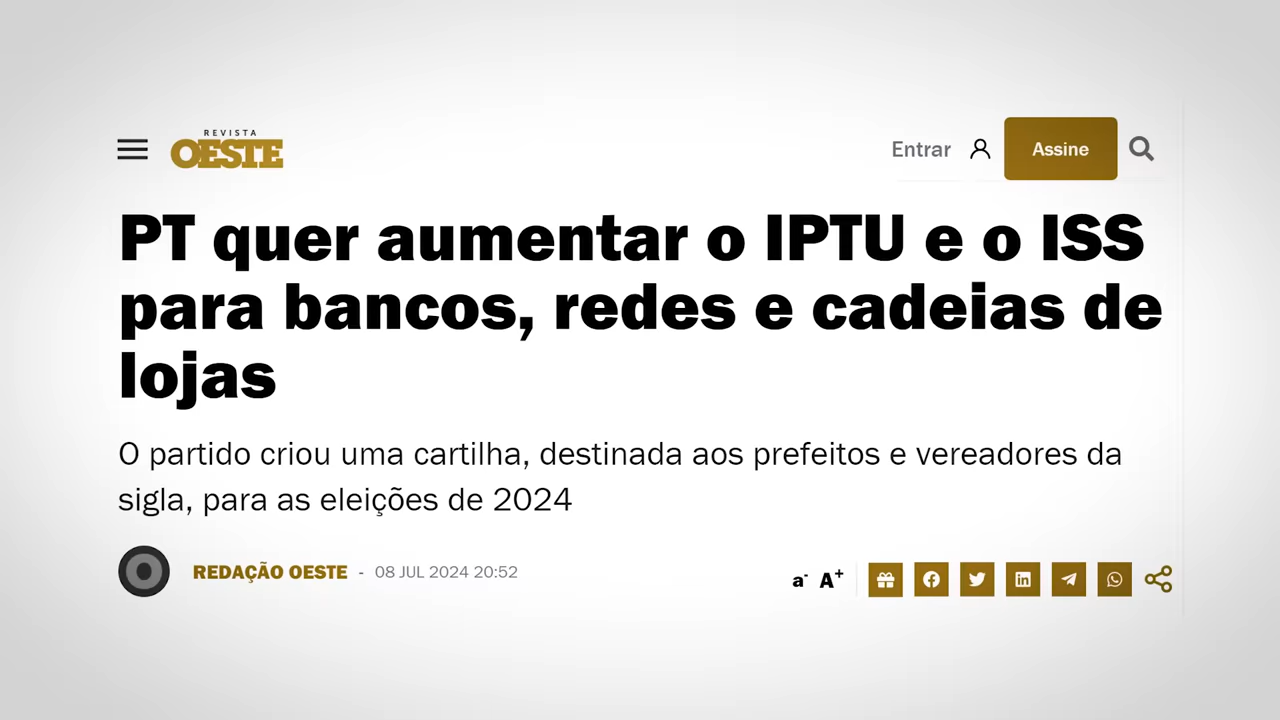 REVISTA
OESTE
Entrar
Assine
PT quer aumentar o IPTU e o ISS
para bancos, redes e cadeias de
lojas
O partido criou uma cartilha, destinada aos prefeitos e vereadores da
sigla, para as eleições de 2024
REDAÇÃO OESTE - 08 JUL 2024 20:52
a- A+